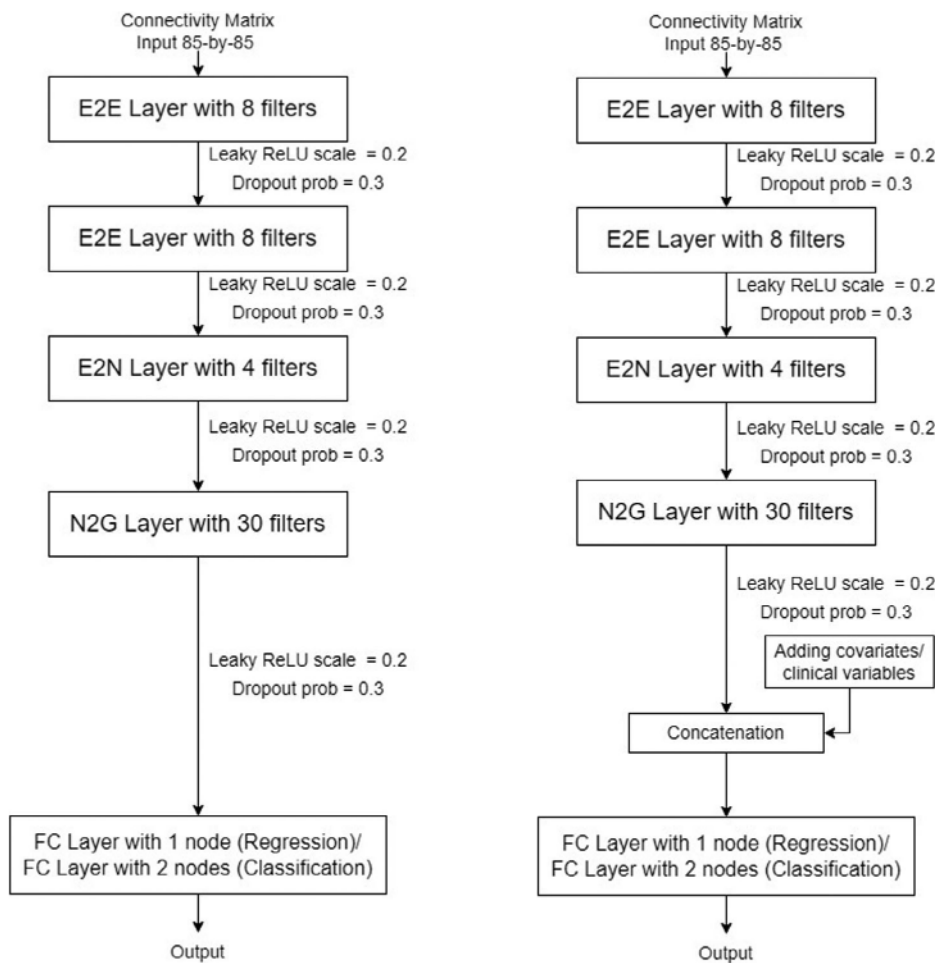 Connectivity Matrix
Input 85-by-85
E2E Layer with 8 filters
Leaky ReLU scale = 0.2
Dropout prob = 0.3
E2E Layer with 8 filters
Leaky ReLU scale = 0.2
Dropout prob = 0.3
E2N Layer with 4 filters
Leaky ReLU scale = 0.2
Dropout prob = 0.3
N2G Layer with 30 filters
Leaky ReLU scale = 0.2
Dropout prob = 0.3
FC Layer with 1 node (Regression)/
FC Layer with 2 nodes (Classification)
Output
Connectivity Matrix
Input 85-by-85
E2E Layer with 8 filters
Leaky ReLU scale = 0.2
Dropout prob = 0.3
E2E Layer with 8 filters
Leaky ReLU scale = 0.2
Dropout prob = 0.3
E2N Layer with 4 filters
Leaky ReLU scale = 0.2
Dropout prob = 0.3
N2G Layer with 30 filters
Leaky ReLU scale = 0.2
Dropout prob = 0.3
Adding covariates/
clinical variables
Concatenation
FC Layer with 1 node (Regression)/
FC Layer with 2 nodes (Classification)
Output